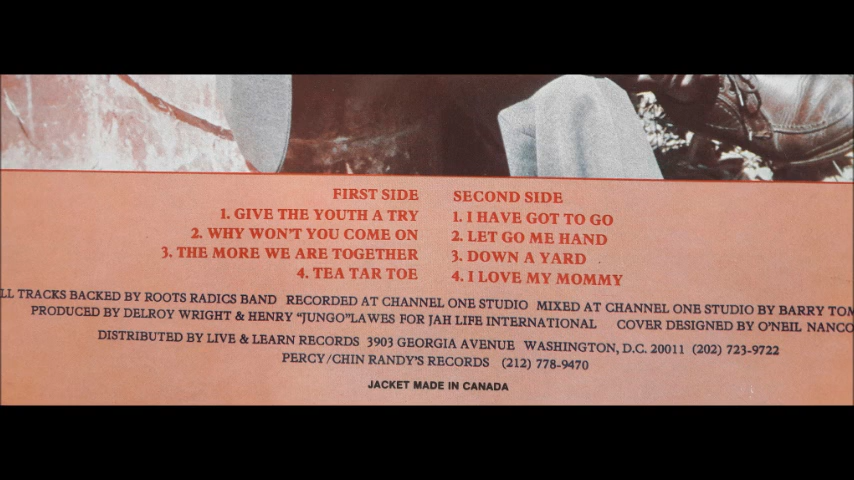 FIRST SIDE
1. GIVE THE YOUTH A TRY
2. WHY WON'T YOU COME ON
3. THE MORE WE ARE TOGETHER
4. TEA TAR TOE
SECOND SIDE
1. I HAVE GOT TO GO
2. LET GO ME HAND
3. DOWN A YARD
4. I LOVE MY MOMMY
LL TRACKS BACKED BY ROOTS RADICS BAND RECORDED AT CHANNEL ONE STUDIO MIXED AT CHANNEL ONE STUDIO BY BARRY TOM
PRODUCED BY DELROY WRIGHT & HENRY "JUNGO"LAWES FOR JAH LIFE INTERNATIONAL COVER DESIGNED BY O'NEIL NANCO
DISTRIBUTED BY LIVE & LEARN RECORDS 3903 GEORGIA AVENUE WASHINGTON, D.C. 20011 (202) 723-9722
PERCY/CHIN RANDY'S RECORDS (212) 778-9470
JACKET MADE IN CANADA